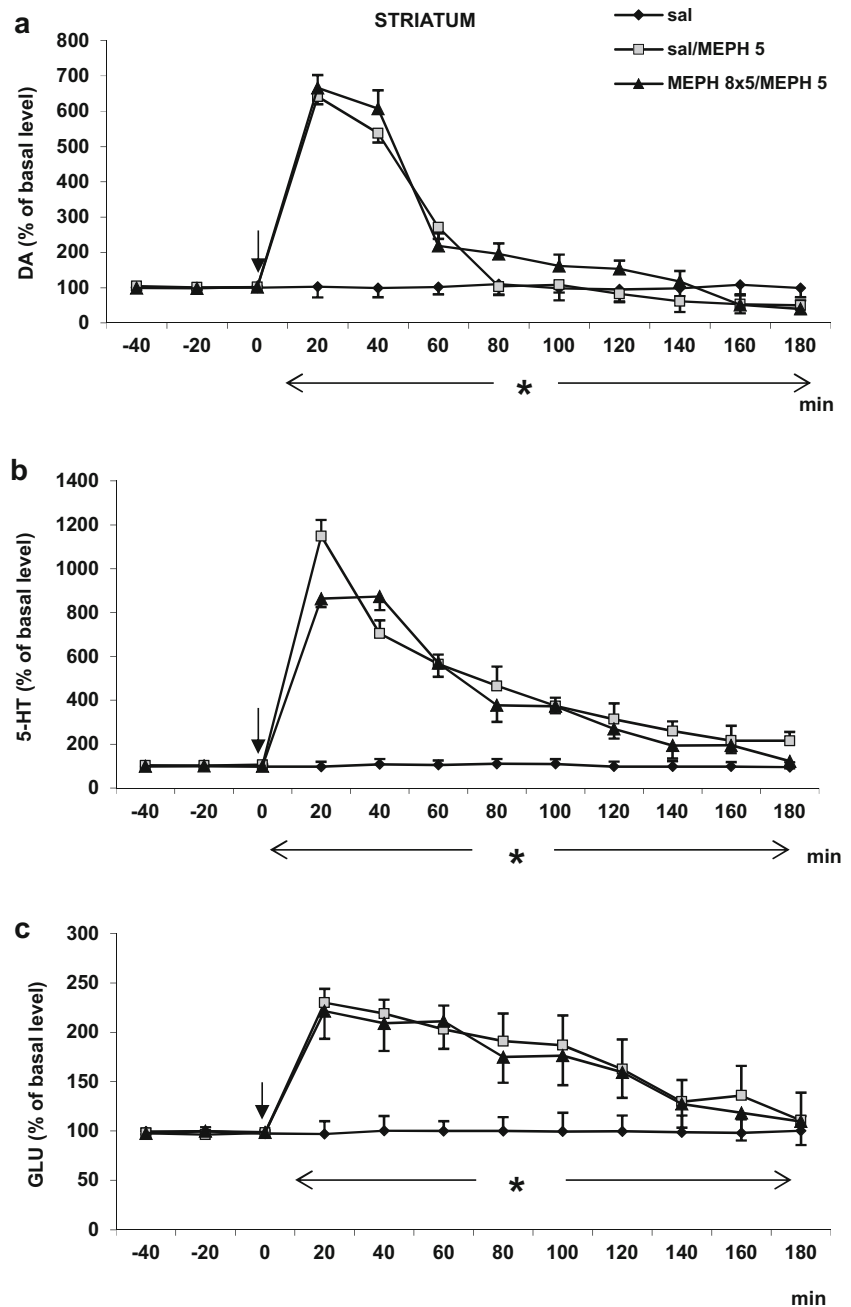 a
STRIATUM
sal
sal/MEPH 5
MEPH 8x5/MEPH 5
DA (% of basal level)
800
700
600
500
400
300
200
100
0
-40 -20 0 20 40 60 80 100 120 140 160 180
*
min
b
5-HT (% of basal level)
1400
1200
1000
800
600
400
200
0
-40 -20 0 20 40 60 80 100 120 140 160 180
*
min
c
GLU (% of basal level)
300
250
200
150
100
50
0
-40 -20 0 20 40 60 80 100 120 140 160 180
*
min